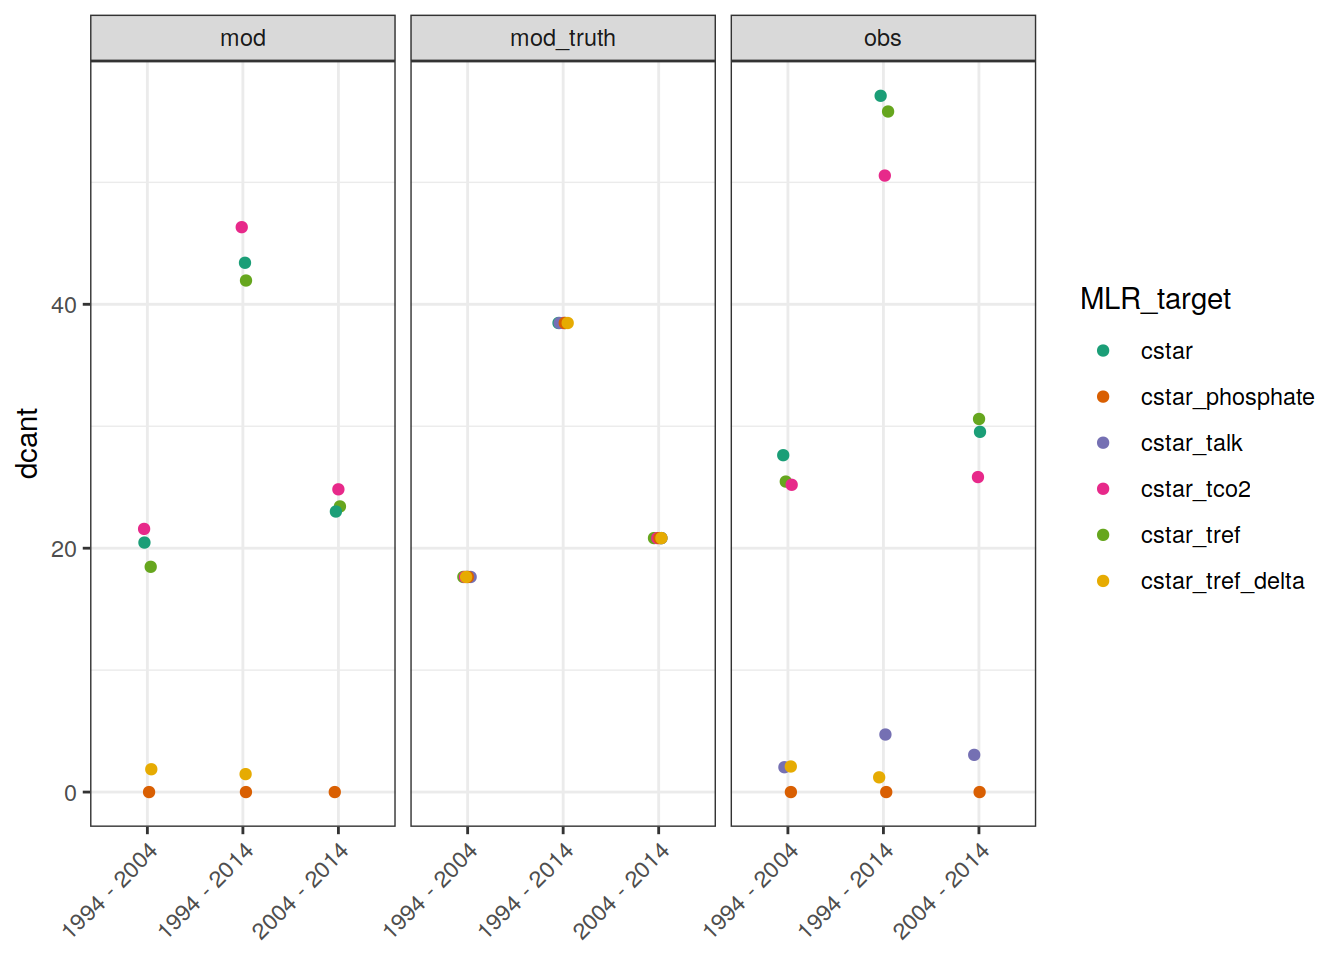 mod
mod_truth
obs
dcant
40
20
0
1994 - 2004
1994 - 2014
2004 - 2014
1994 - 2004
1994 - 2014
2004 - 2014
1994 - 2004
1994 - 2014
2004 - 2014
MLR_target
cstar
cstar_phosphate
cstar_talk
cstar_tco2
cstar_tref
cstar_tref_delta